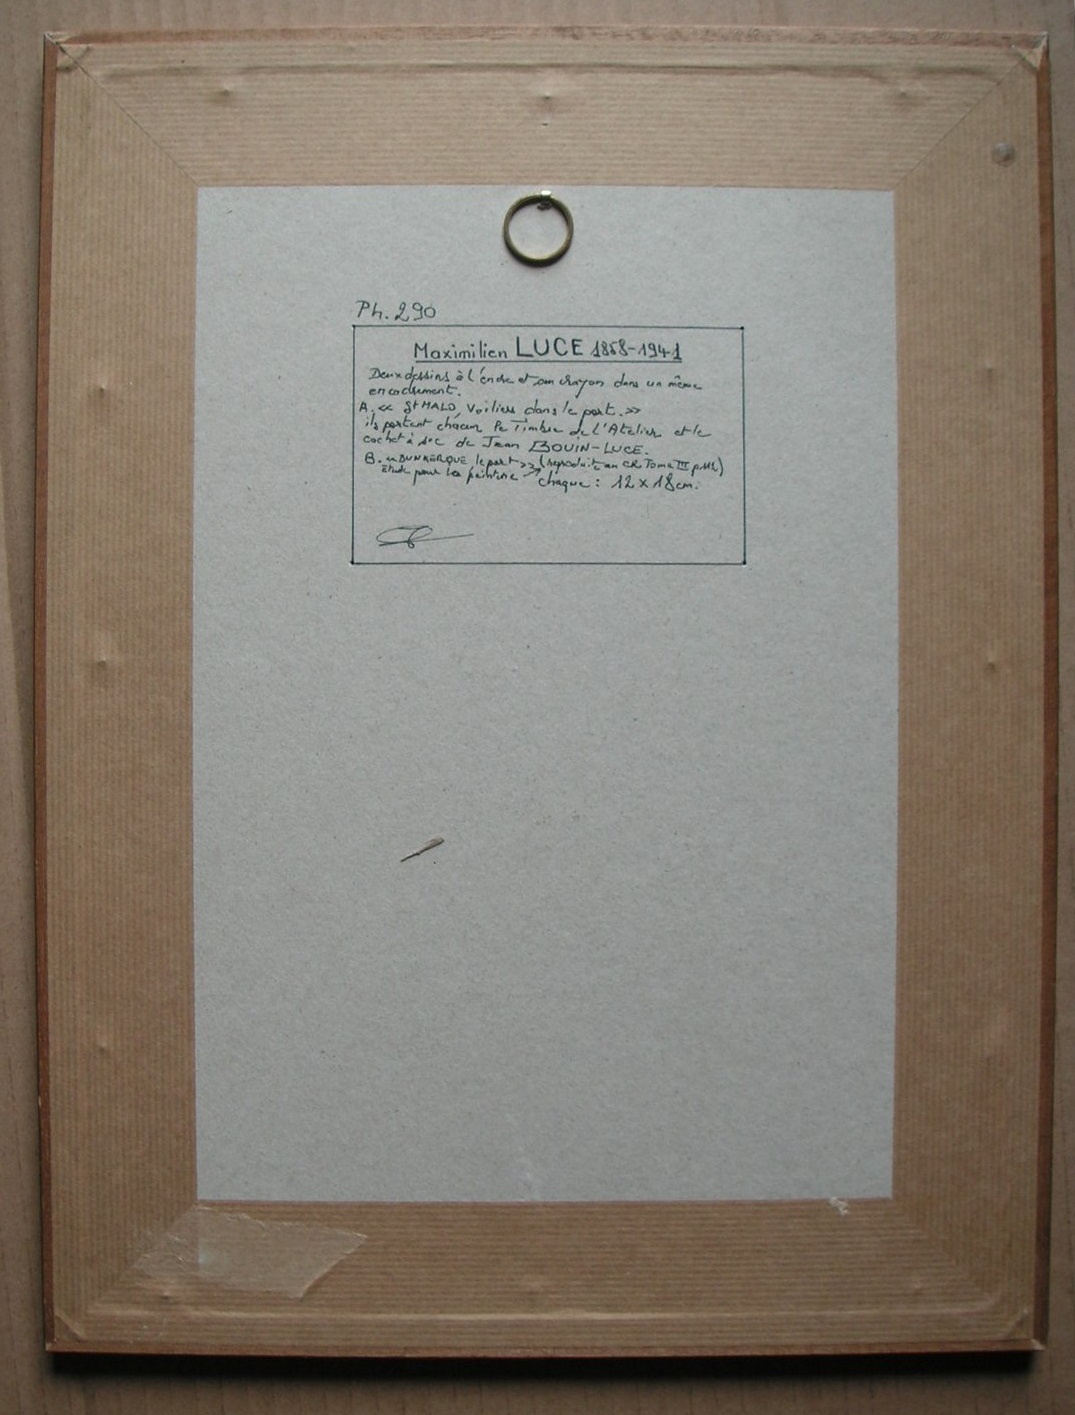 Ph. 290
Maximilien LUCE 1858-1941
Deux dessins à l'encre et au crayon dans un même
encadrement.
A. << St MALO, Voiliers dans le port. >>
ils portent chacun le Timbre de l'Atelier et le
cachet à sec de Jean BOUIN-LUCE.
B. << DUNKERQUE, le port >> (reproduit au CR Tome III
étude pour la peinture chaque : 12 x 18 cm.